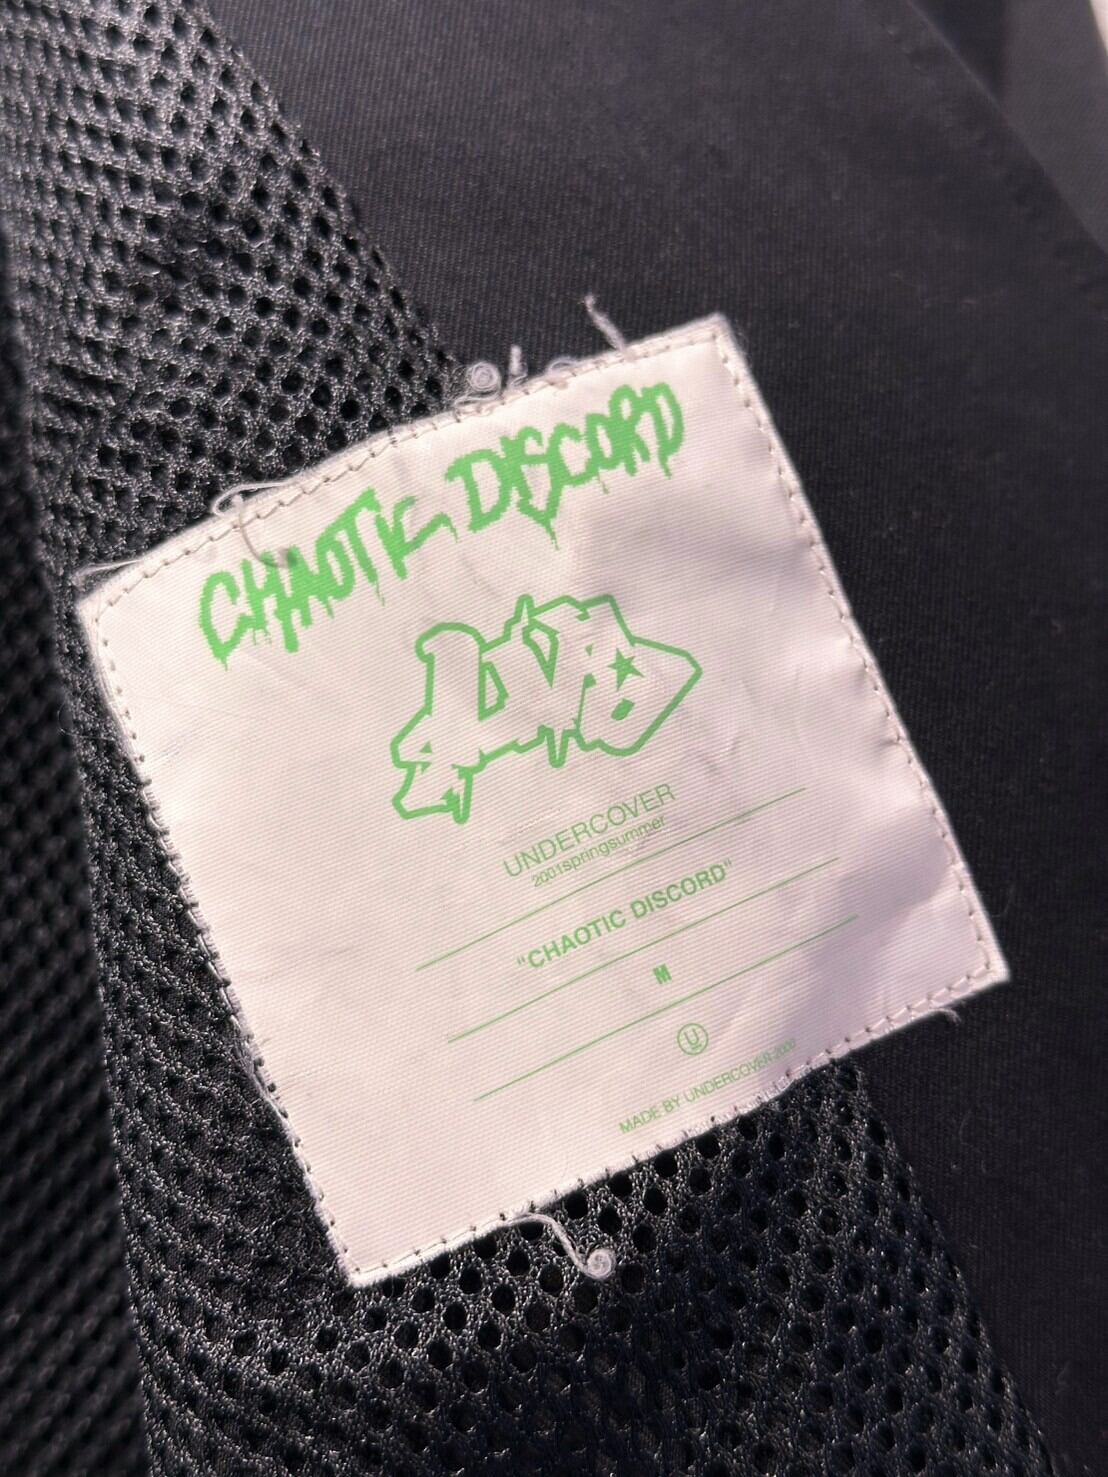 CHAOTIC DISCORD
UNDERCOVER
2001springsummer
"CHAOTIC DISCORD"
M
U
MADE BY UNDERCOVER